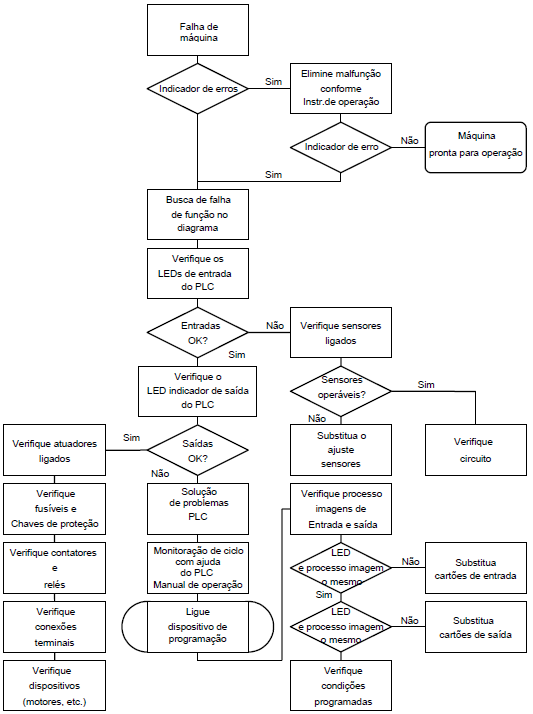 Falha de
máquina
Indicador de erros
Sim
Elimine malfunção
conforme
Instr.de operação
Indicador de erro
Não
Máquina
pronta para operação
Sim
Busca de falha
de função no
diagrama
Verifique os
LEDs de entrada
do PLC
Entradas
OK?
Não
Verifique sensores
ligados
Sim
Verifique o
LED indicador de saída
do PLC
Sensores
operáveis?
Sim
Não
Verifique atuadores
ligados
Sim
Saídas
OK?
Não
Substitua o
ajuste
sensores
Verifique
circuito
Verifique
fusíveis e
Chaves de proteção
Solução
de problemas
PLC
Verifique processo
imagens de
Entrada e saída
Verifique contatores
e
relés
Monitoração de ciclo
com ajuda
do PLC
Manual de operação
LED
e processo imagem
o mesmo
Não
Substitua
cartões de entrada
Sim
Verifique
conexões
terminais
Ligue
dispositivo de
programação
LED
e processo imagem
o mesmo
Não
Substitua
cartões de saída
Verifique
dispositivos
(motores, etc.)
Verifique
condições
programadas